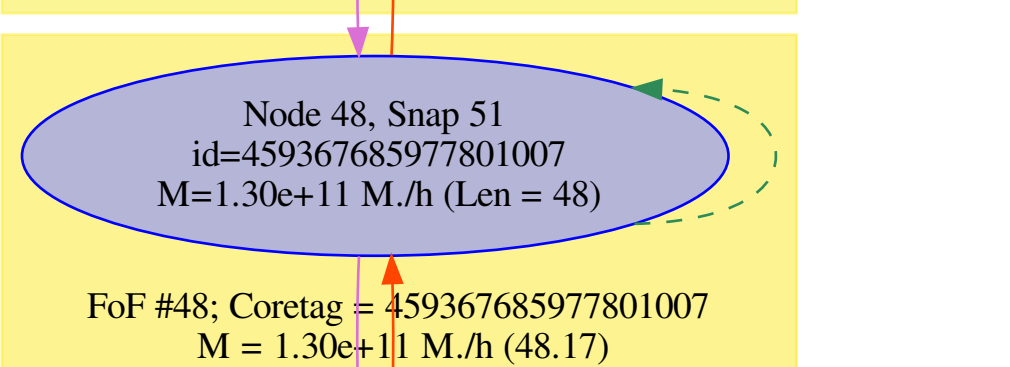 Node 48, Snap 51
id=459367685977801007
M=1.30e+11 M./h (Len = 48)
FoF #48; Coretag = 459367685977801007
M = 1.30e+11 M./h (48.17)